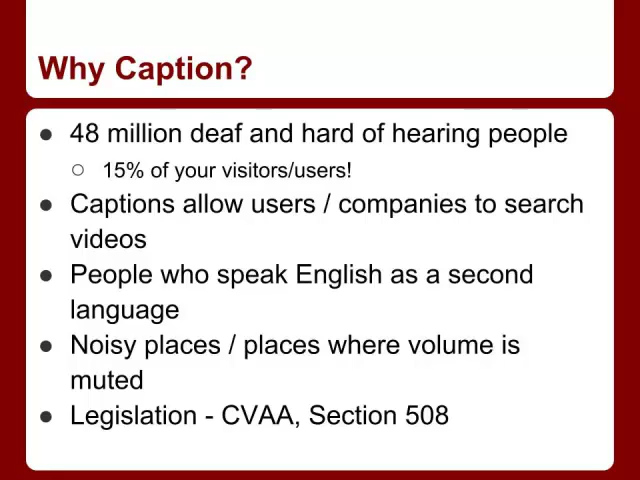 Why Caption?
● 48 million deaf and hard of hearing people
○ 15% of your visitors/users!
● Captions allow users / companies to search
videos
● People who speak English as a second
language
● Noisy places / places where volume is
muted
● Legislation - CVAA, Section 508